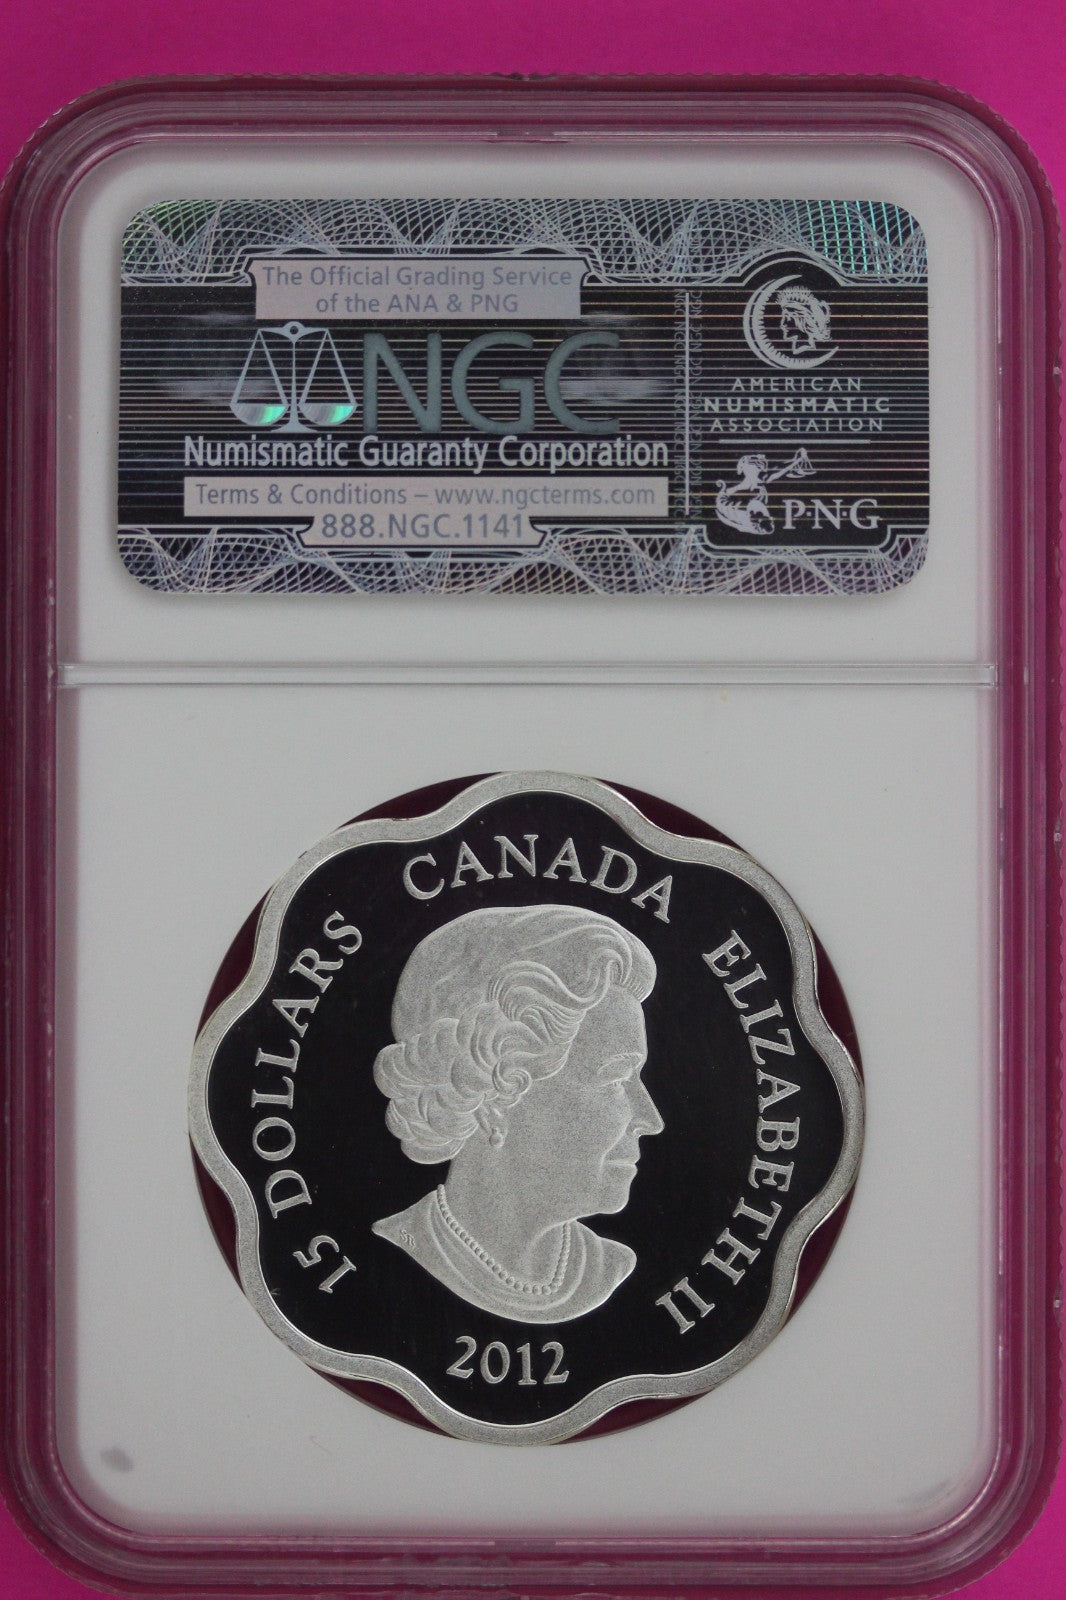 The Official Grading Service
of the ANA & PNG
NGC
Numismatic Guaranty Corporation
Terms & Conditions – www.ngcterms.com
888.NGC.1141
AMERICAN
NUMISMATIC
ASSOCIATION
P·N·G
15 DOLLARS CANADA ELIZABETH II
2012